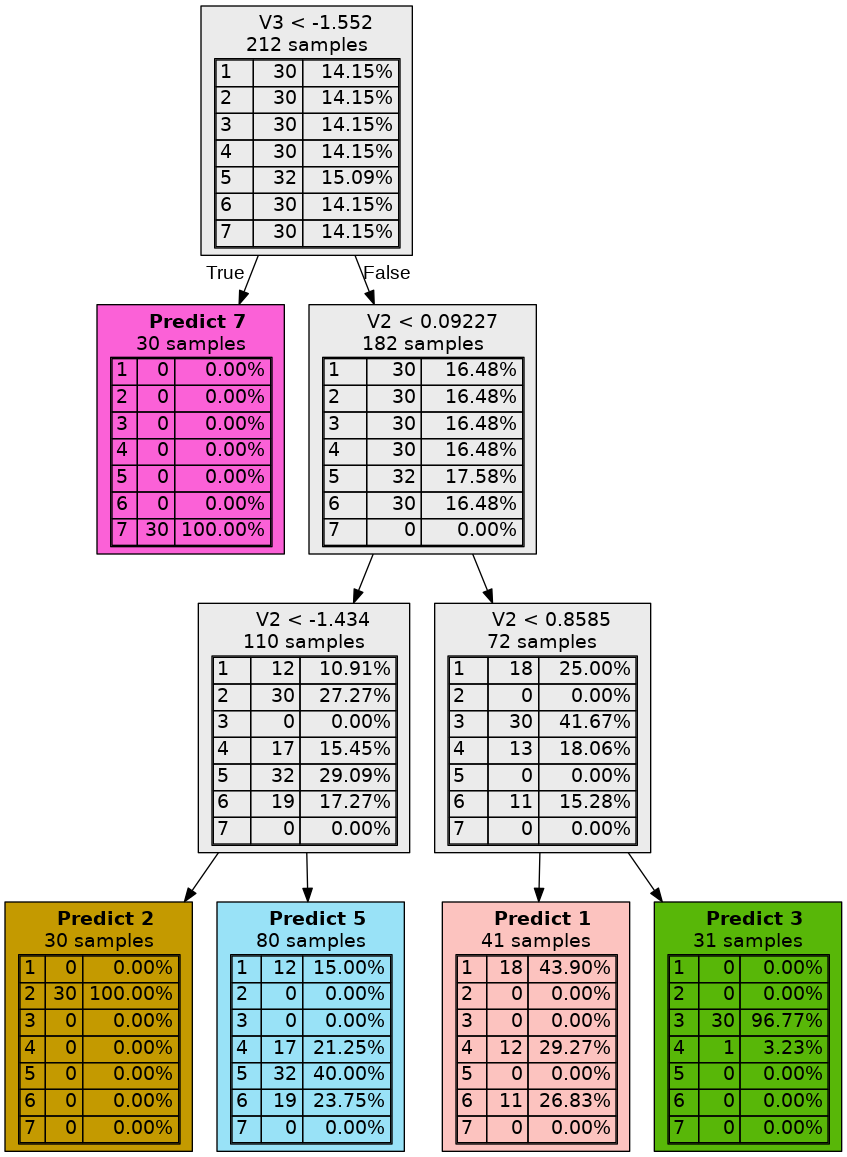 V3 < -1.552
212 samples
1 30 14.15%
2 30 14.15%
3 30 14.15%
4 30 14.15%
5 32 15.09%
6 30 14.15%
7 30 14.15%
True
False
Predict 7
30 samples
1 0 0.00%
2 0 0.00%
3 0 0.00%
4 0 0.00%
5 0 0.00%
6 0 0.00%
7 30 100.00%
V2 < 0.09227
182 samples
1 30 16.48%
2 30 16.48%
3 30 16.48%
4 30 16.48%
5 32 17.58%
6 30 16.48%
7 0 0.00%
V2 < -1.434
110 samples
1 12 10.91%
2 30 27.27%
3 0 0.00%
4 17 15.45%
5 32 29.09%
6 19 17.27%
7 0 0.00%
V2 < 0.8585
72 samples
1 18 25.00%
2 0 0.00%
3 30 41.67%
4 13 18.06%
5 0 0.00%
6 11 15.28%
7 0 0.00%
Predict 2
30 samples
1 0 0.00%
2 30 100.00%
3 0 0.00%
4 0 0.00%
5 0 0.00%
6 0 0.00%
7 0 0.00%
Predict 5
80 samples
1 12 15.00%
2 0 0.00%
3 0 0.00%
4 17 21.25%
5 32 40.00%
6 19 23.75%
7 0 0.00%
Predict 1
41 samples
1 18 43.90%
2 0 0.00%
3 0 0.00%
4 12 29.27%
5 0 0.00%
6 11 26.83%
7 0 0.00%
Predict 3
31 samples
1 0 0.00%
2 0 0.00%
3 30 96.77%
4 1 3.23%
5 0 0.00%
6 0 0.00%
7 0 0.00%